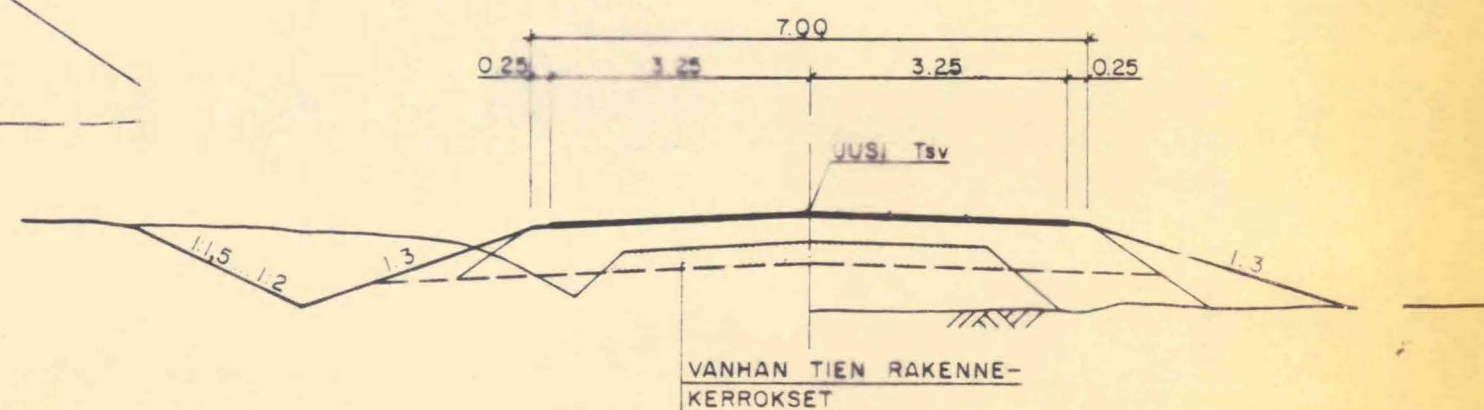 7.00
0.25 3.25 3.25 0.25
UUSI Tsv
1:1,5 ... 1:2
1:3
1:3
VANHAN TIEN RAKENNE-
KERROKSET